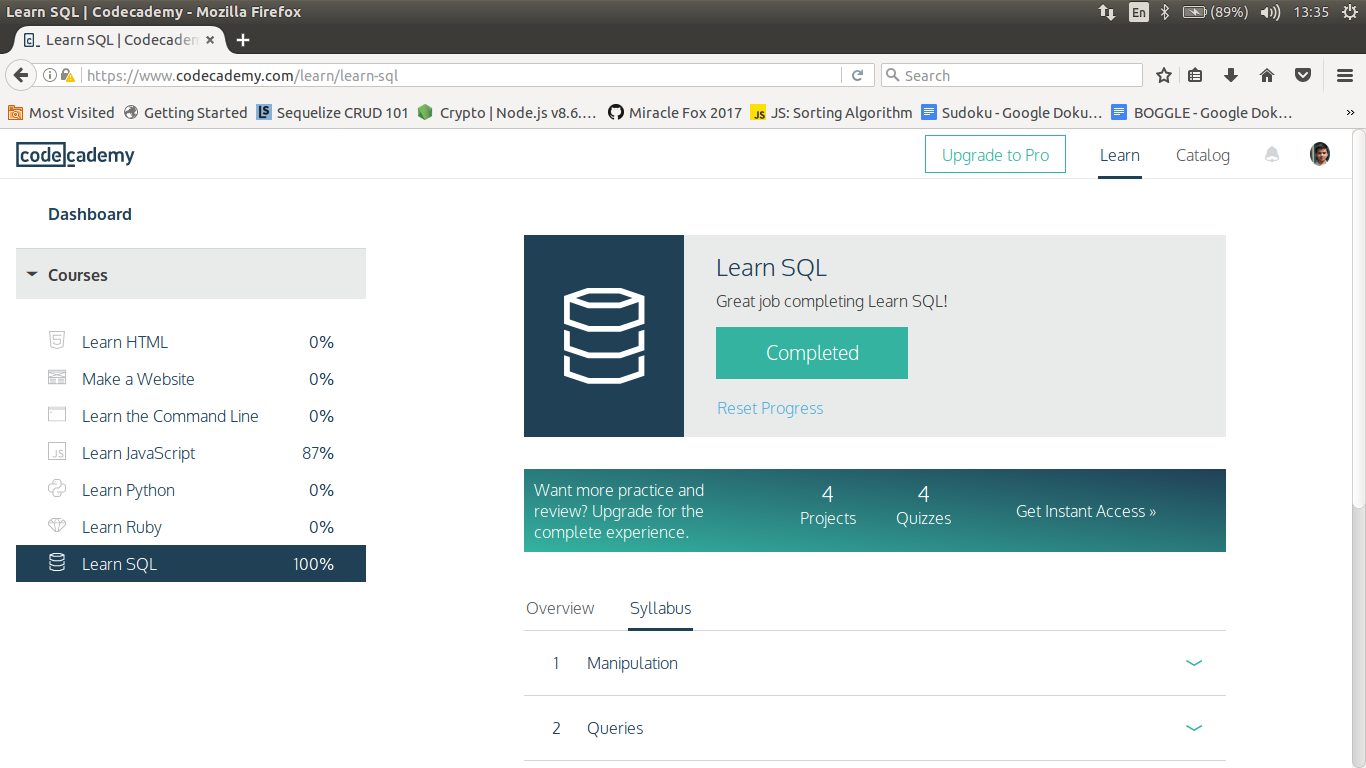 Learn SQL | Codecademy - Mozilla Firefox
En
(89%)
13:35
Learn SQL | Codecadem
https://www.codecademy.com/learn/learn-sql
Search
Most Visited
Getting Started
Sequelize CRUD 101
Crypto | Node.js v8.6....
Miracle Fox 2017
JS: Sorting Algorithm
Sudoku - Google Doku...
BOGGLE - Google Dok...
codecademy
Upgrade to Pro
Learn
Catalog
Dashboard
Courses
Learn HTML 0%
Make a Website 0%
Learn the Command Line 0%
Learn JavaScript 87%
Learn Python 0%
Learn Ruby 0%
Learn SQL 100%
Learn SQL
Great job completing Learn SQL!
Completed
Reset Progress
Want more practice and
review? Upgrade for the
complete experience.
4
Projects
4
Quizzes
Get Instant Access »
Overview
Syllabus
1 Manipulation
2 Queries